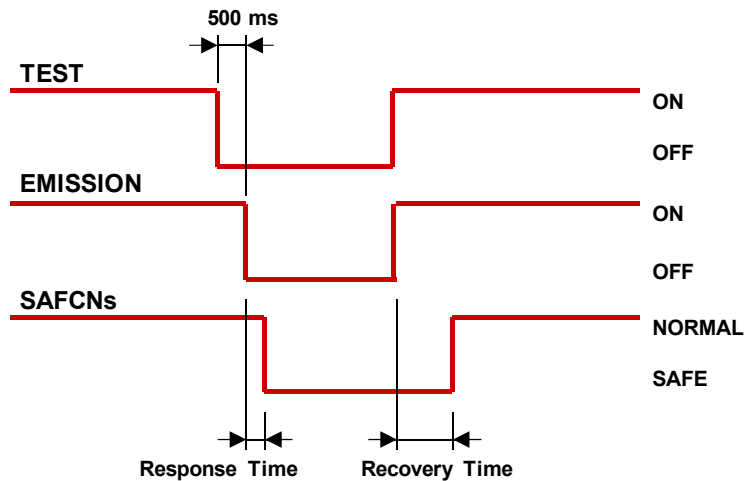 500 ms
TEST
ON
OFF
EMISSION
ON
OFF
SAFCNs
NORMAL
SAFE
Response Time
Recovery Time